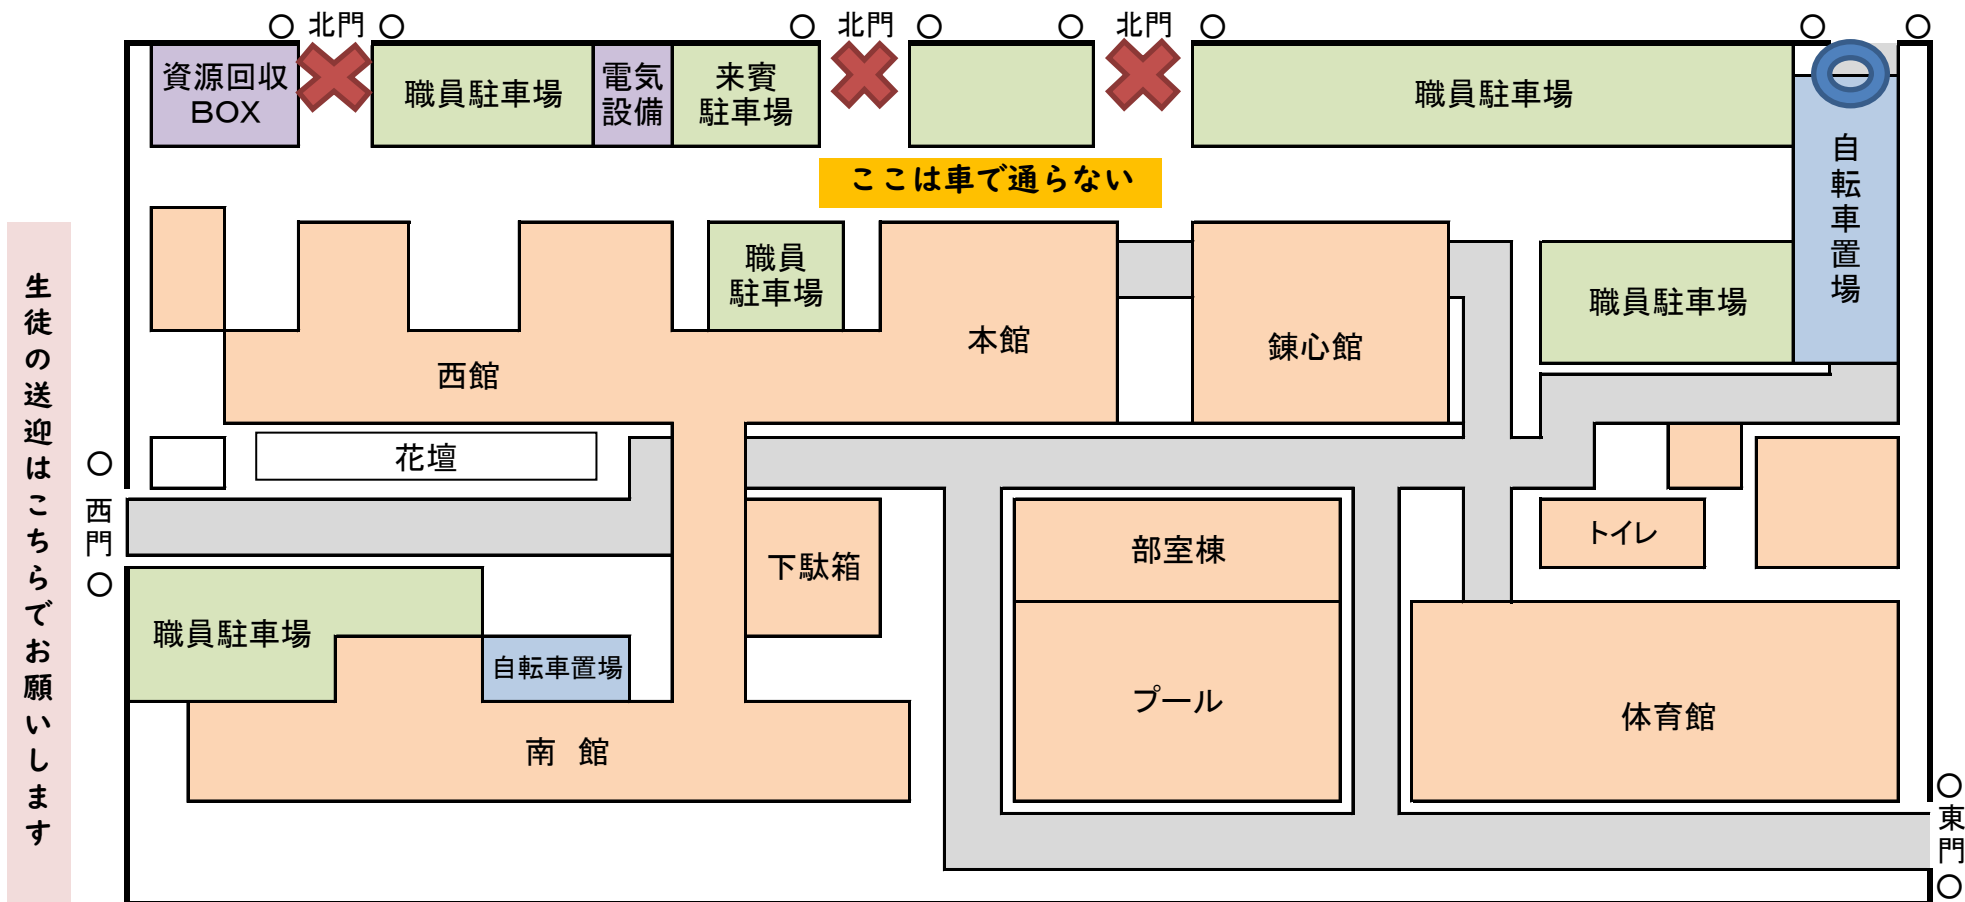 北門
北門
北門
資源回収
BOX
職員駐車場
電気
設備
来賓
駐車場
職員駐車場
自転車置場
ここは車で通らない
職員
駐車場
本館
錬心館
職員駐車場
西館
花壇
西門
生徒の送迎はこちらでお願いします
下駄箱
部室棟
トイレ
職員駐車場
自転車置場
プール
体育館
南 館
東門